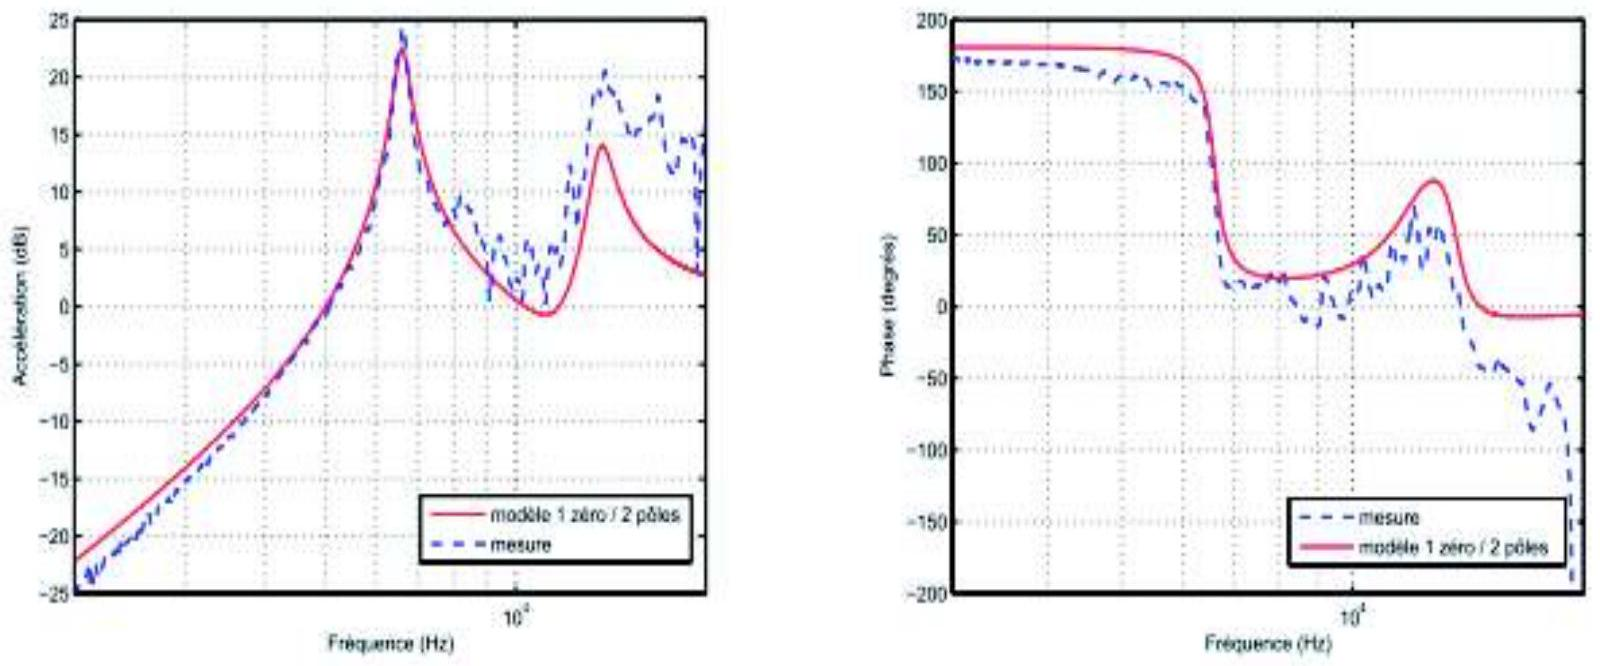 25
20
15
10
5
0
−5
−10
−15
−20
−25
Accélération (dB)
modèle 1 zéro / 2 pôles
mesure
10²
Fréquence (Hz)
200
150
100
50
0
−50
−100
−150
−200
Phase (degrés)
mesure
modèle 1 zéro / 2 pôles
10²
Fréquence (Hz)